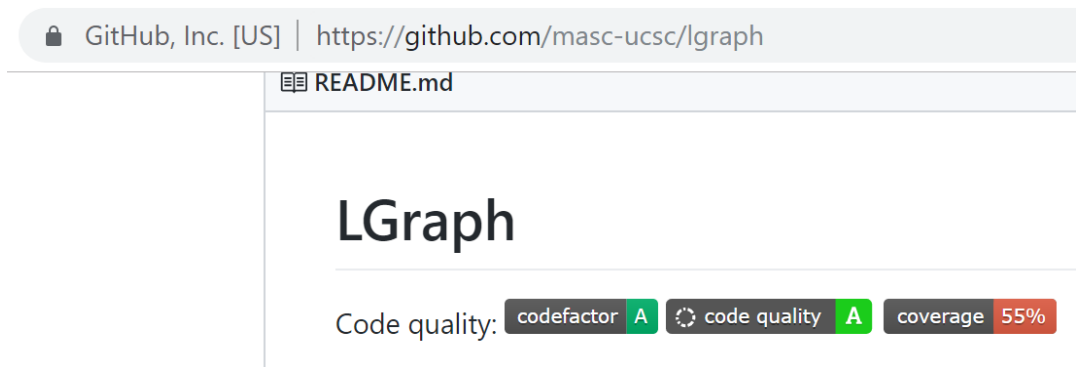 GitHub, Inc. [US] | https://github.com/masc-ucsc/lgraph
README.md
LGraph
Code quality: codefactor A code quality A coverage 55%